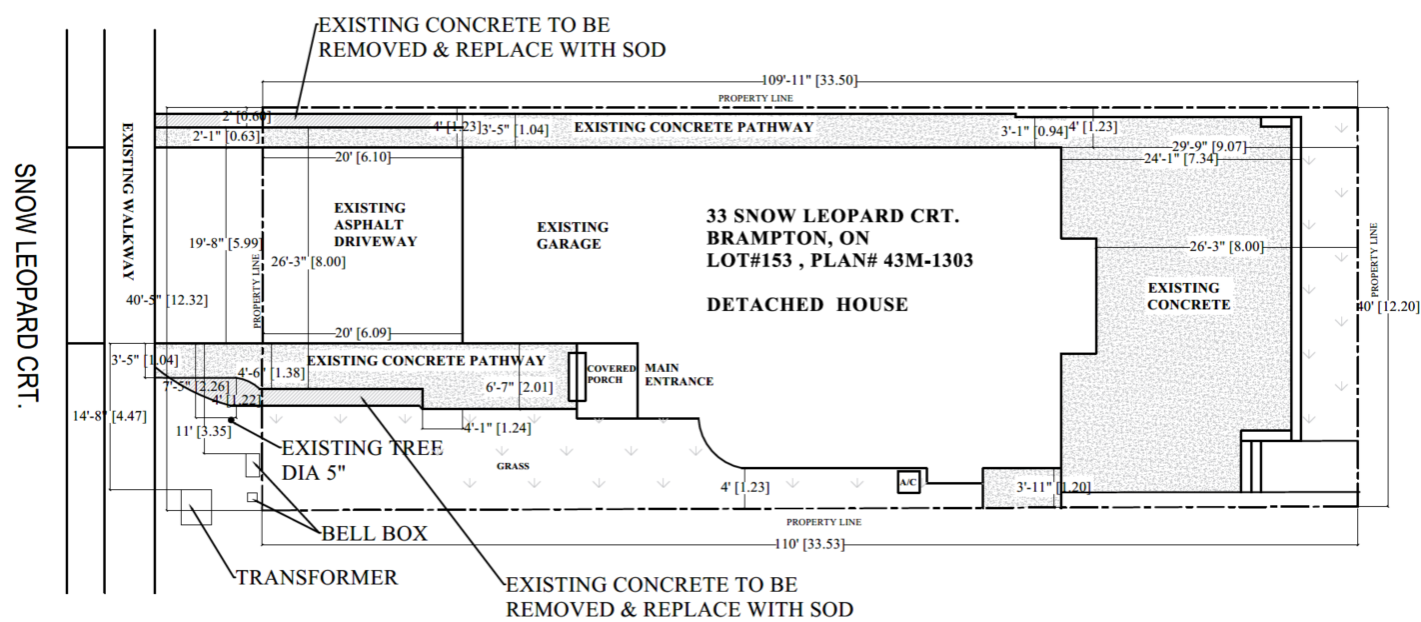 EXISTING CONCRETE TO BE
REMOVED & REPLACE WITH SOD
109'-11" [33.50]
PROPERTY LINE
2' [0.60]
2'-1" [0.63]
4' [1.23]
3'-5" [1.04]
EXISTING CONCRETE PATHWAY
3'-1" [0.94]
4' [1.23]
29'-9" [9.07]
24'-1" [7.34]
20' [6.10]
EXISTING WALKWAY
SNOW LEOPARD CRT.
EXISTING
ASPHALT
DRIVEWAY
EXISTING
GARAGE
33 SNOW LEOPARD CRT.
BRAMPTON, ON
LOT#153 , PLAN# 43M-1303
DETACHED HOUSE
19'-8" [5.99]
26'-3" [8.00]
PROPERTY LINE
40'-5" [12.32]
26'-3" [8.00]
EXISTING
CONCRETE
PROPERTY LINE
40' [12.20]
20' [6.09]
EXISTING CONCRETE PATHWAY
3'-5" [1.04]
4'-6" [1.38]
7'-5" [2.26]
4' [1.22]
6'-7" [2.01]
COVERED
PORCH
MAIN
ENTRANCE
14'-8" [4.47]
11' [3.35]
4'-1" [1.24]
EXISTING TREE
DIA 5"
GRASS
4' [1.23]
A/C
3'-11" [1.20]
PROPERTY LINE
BELL BOX
110' [33.53]
TRANSFORMER
EXISTING CONCRETE TO BE
REMOVED & REPLACE WITH SOD